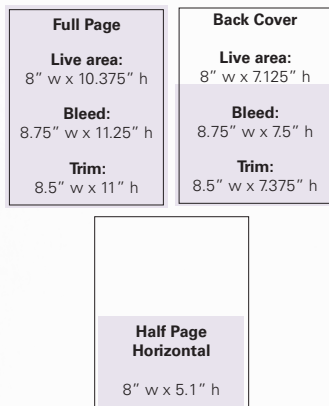 Full Page
Live area:
8” w x 10.375” h
Bleed:
8.75” w x 11.25” h
Trim:
8.5” w x 11” h
Back Cover
Live area:
8” w x 7.125” h
Bleed:
8.75” w x 7.5” h
Trim:
8.5” w x 7.375” h
Half Page
Horizontal
8” w x 5.1” h